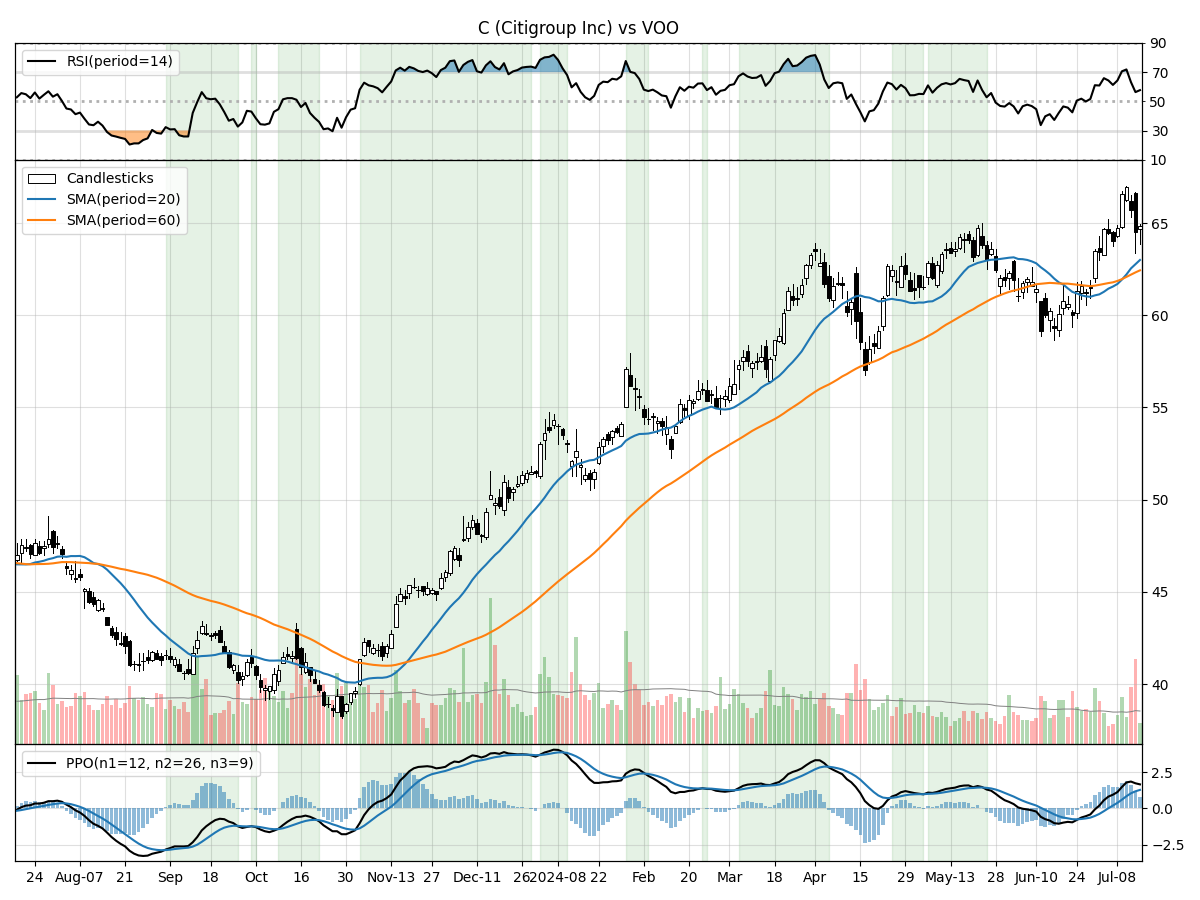 C (Citigroup Inc) vs VOO
RSI(period=14)
90
70
50
30
10
Candlesticks
SMA(period=20)
SMA(period=60)
65
60
55
50
45
40
PPO(n1=12, n2=26, n3=9)
2.5
0.0
−2.5
24 Aug-07 21 Sep 18 Oct 16 30 Nov-13 27 Dec-11 26 2024-08 22 Feb 20 Mar 18 Apr 15 29 May-13 28 Jun-10 24 Jul-08